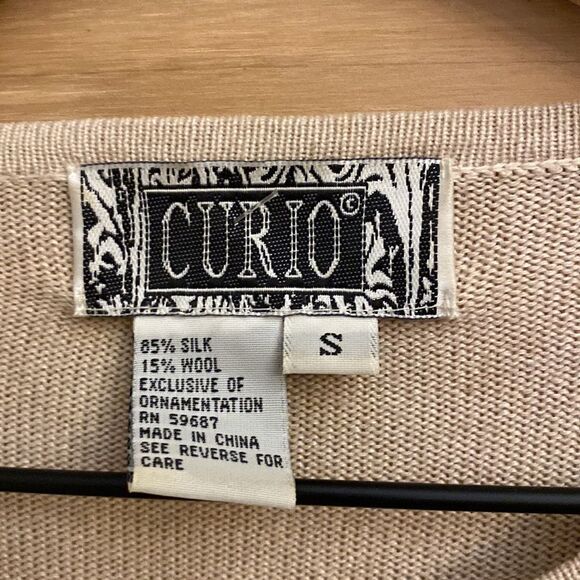 CURIO©
S
85% SILK
15% WOOL
EXCLUSIVE OF
ORNAMENTATION
RN 59687
MADE IN CHINA
SEE REVERSE FOR
CARE